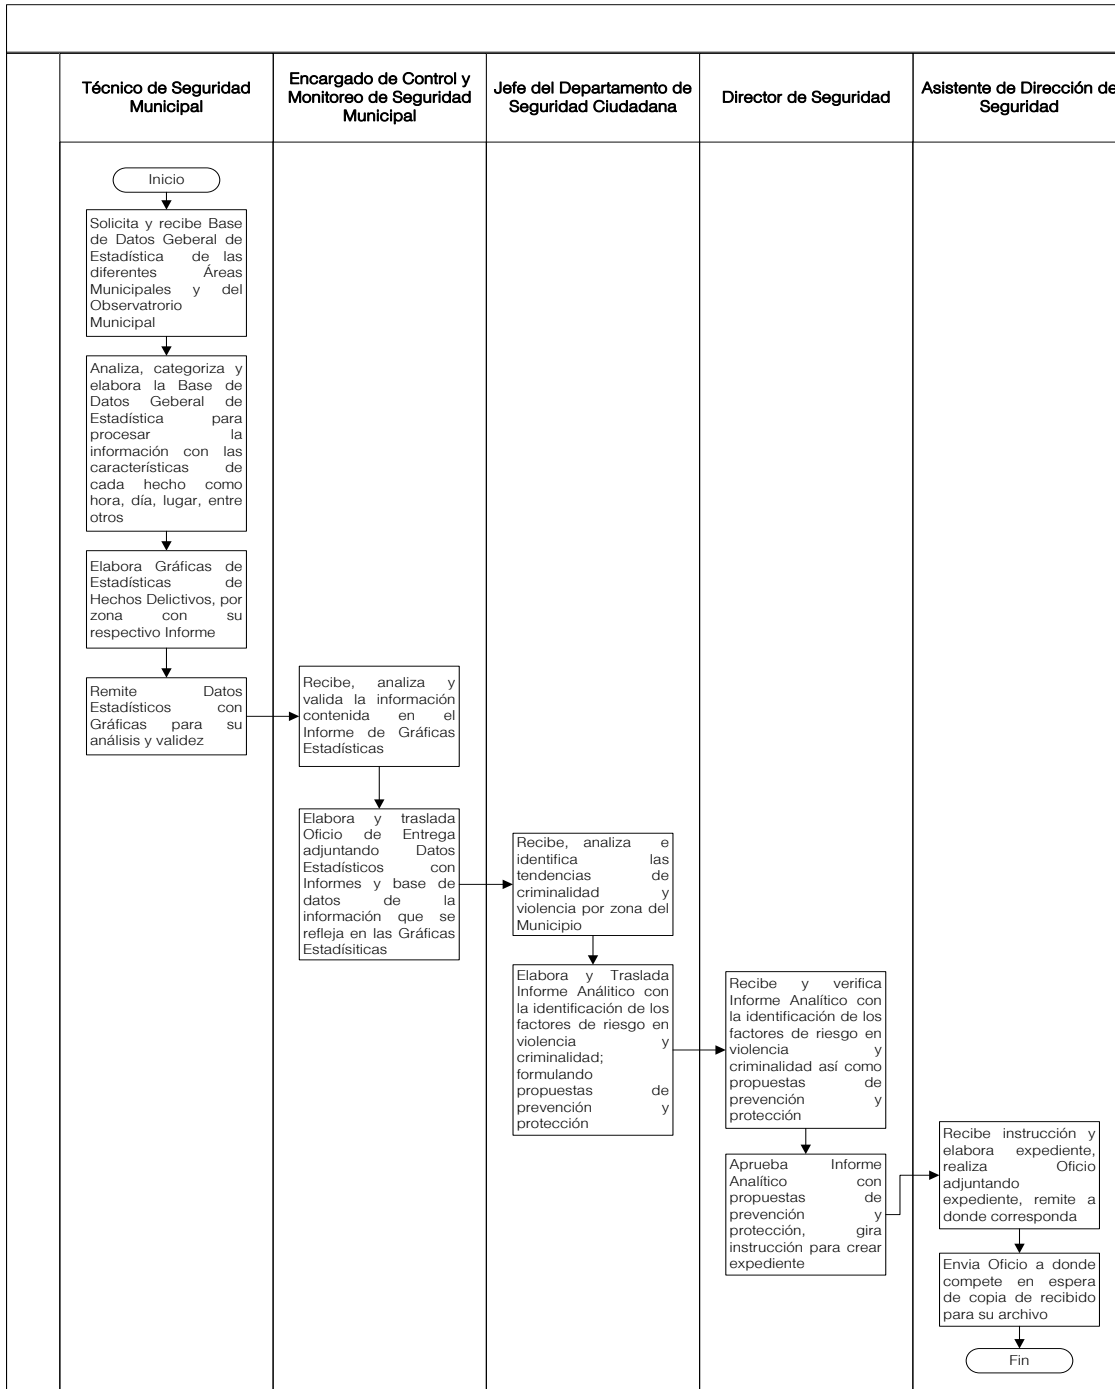 Técnico de Seguridad
Municipal
Encargado de Control y
Monitoreo de Seguridad
Municipal
Jefe del Departamento de
Seguridad Ciudadana
Director de Seguridad
Asistente de Dirección de
Seguridad
Inicio
Solicita y recibe Base
de Datos Geberal de
Estadística de las
diferentes Áreas
Municipales y del
Observatrorio
Municipal
Analiza, categoriza y
elabora la Base de
Datos Geberal de
Estadística para
procesar la
información con las
características de
cada hecho como
hora, día, lugar, entre
otros
Elabora Gráficas de
Estadísticas de
Hechos Delictivos, por
zona con su
respectivo Informe
Remite Datos
Estadísticos con
Gráficas para su
análisis y validez
Recibe, analiza y
valida la información
contenida en el
Informe de Gráficas
Estadísticas
Elabora y traslada
Oficio de Entrega
adjuntando Datos
Estadísticos con
Informes y base de
datos de la
información que se
refleja en las Gráficas
Estadísiticas
Recibe, analiza e
identifica las
tendencias de
criminalidad y
violencia por zona del
Municipio
Elabora y Traslada
Informe Análitico con
la identificación de los
factores de riesgo en
violencia y
criminalidad;
formulando
propuestas de
prevención y
protección
Recibe y verifica
Informe Analítico con
la identificación de los
factores de riesgo en
violencia y
criminalidad así como
propuestas de
prevención y
protección
Aprueba Informe
Analítico con
propuestas de
prevención y
protección, gira
instrucción para crear
expediente
Recibe instrucción y
elabora expediente,
realiza Oficio
adjuntando
expediente, remite a
donde corresponda
Envia Oficio a donde
compete en espera
de copia de recibido
para su archivo
Fin